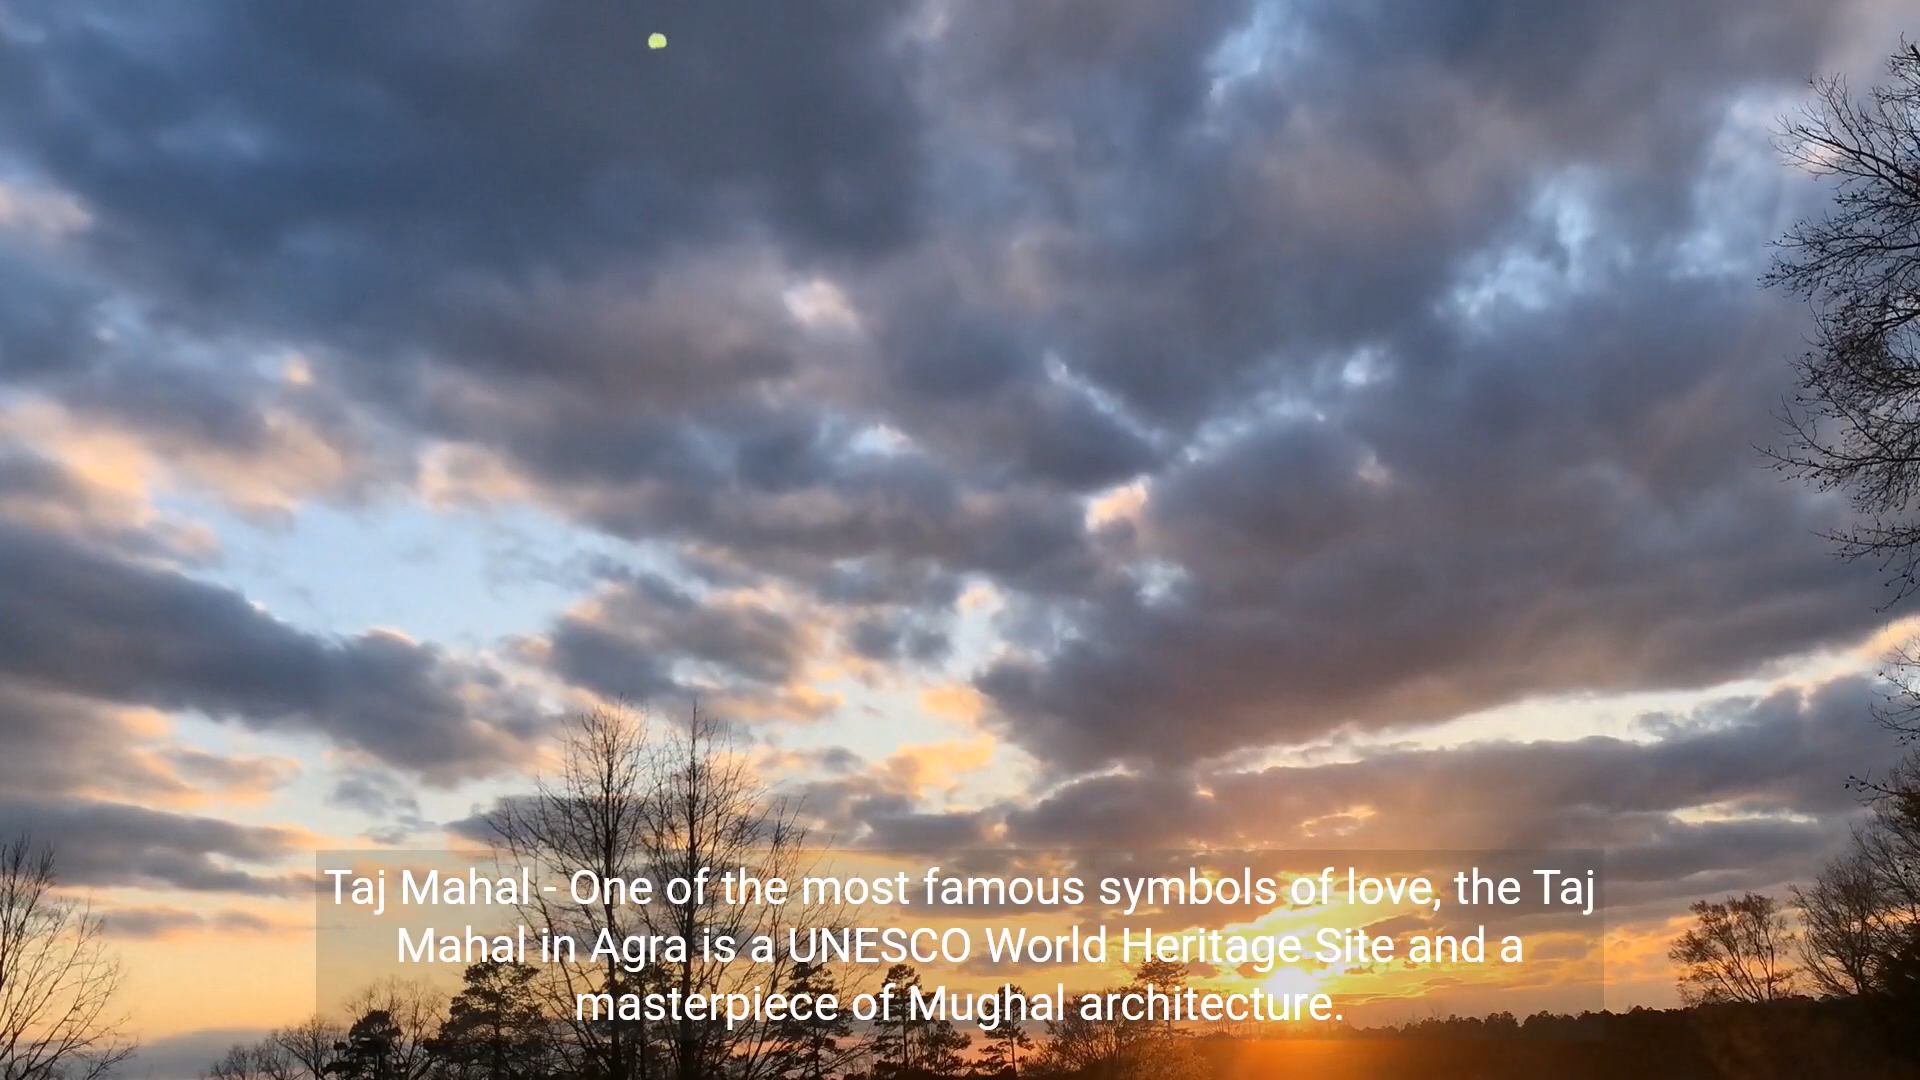 Taj Mahal - One of the most famous symbols of love, the Taj
Mahal in Agra is a UNESCO World Heritage Site and a
masterpiece of Mughal architecture.